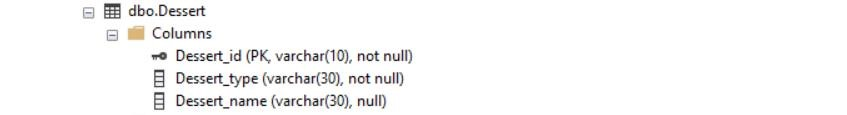 dbo.Dessert
Columns
Dessert_id (PK, varchar(10), not null)
Dessert_type (varchar(30), not null)
Dessert_name (varchar(30), null)